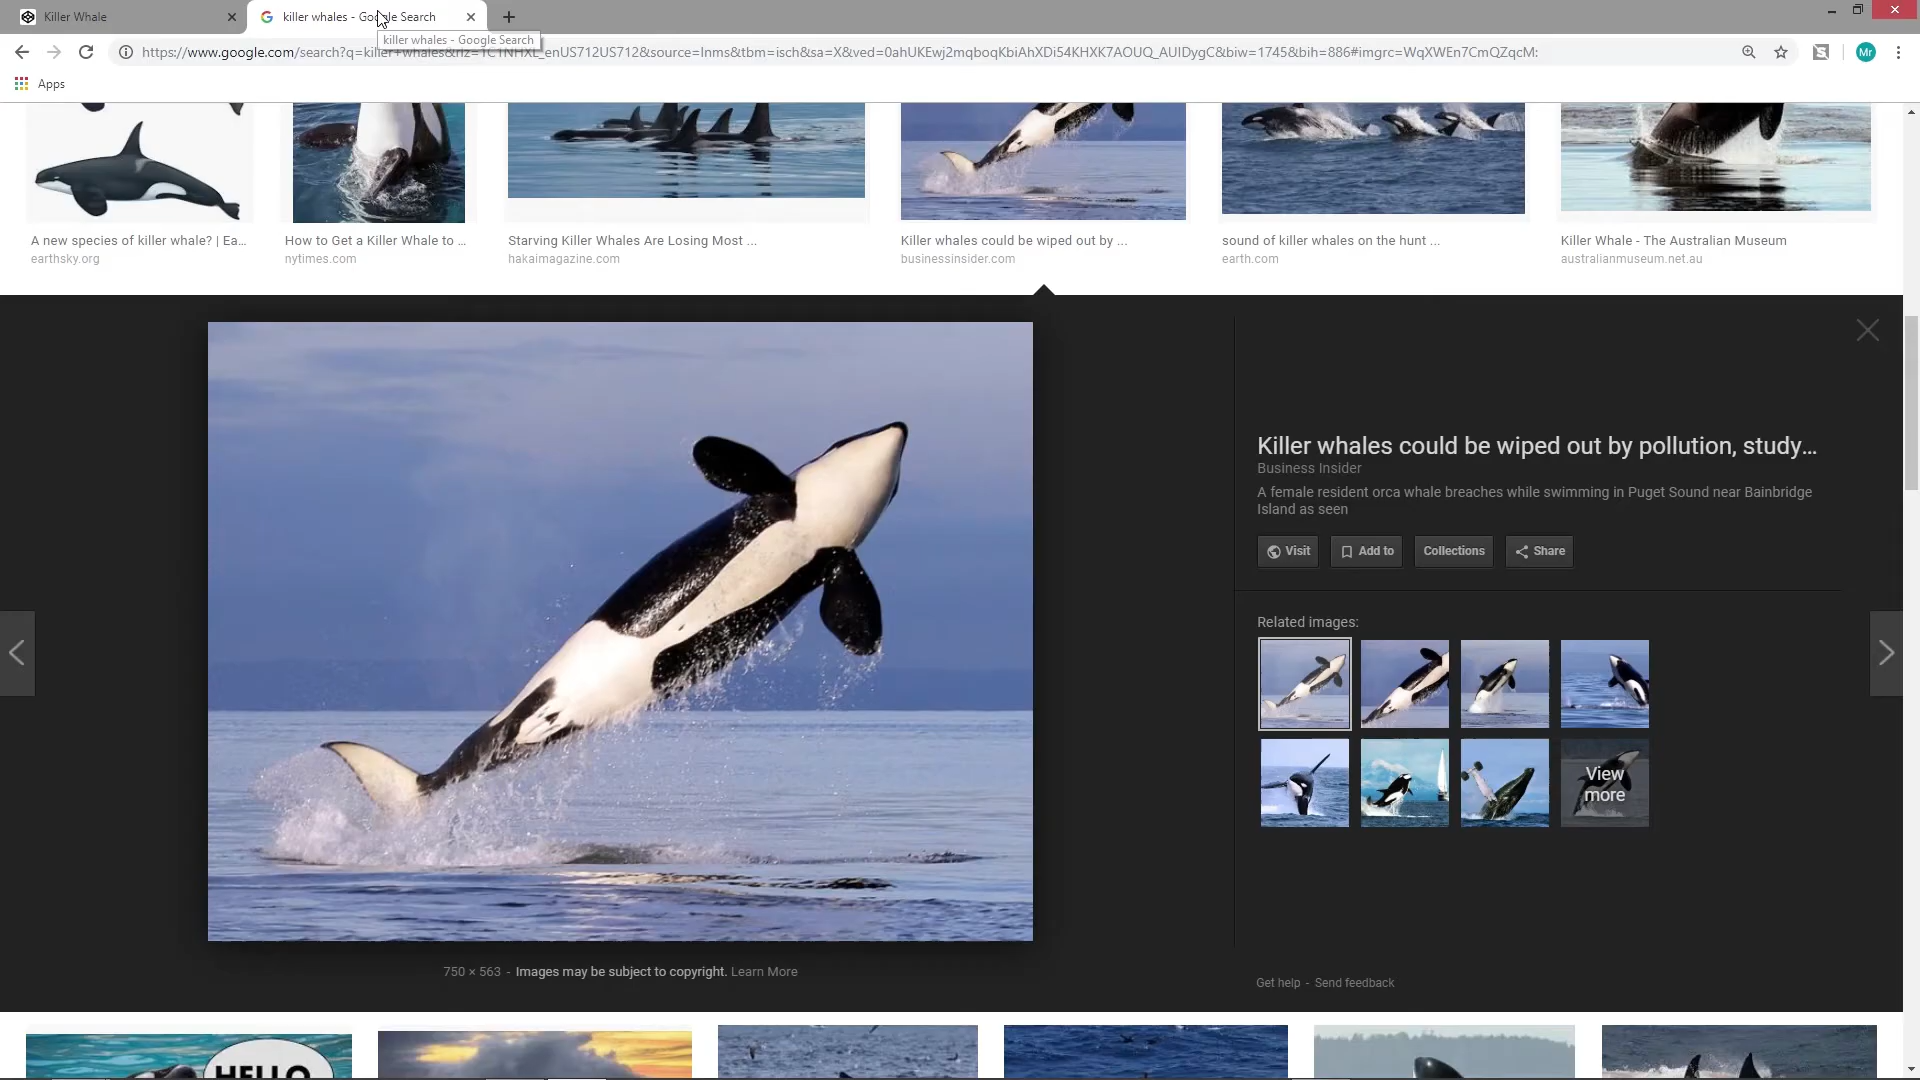 Killer Whale
killer whales - Google Search
killer whales - Google Search
Apps
A new species of killer whale? | Ea...
earthsky.org
How to Get a Killer Whale to ...
nytimes.com
Starving Killer Whales Are Losing Most ...
hakaimagazine.com
Killer whales could be wiped out by ...
businessinsider.com
sound of killer whales on the hunt ...
earth.com
Killer Whale - The Australian Museum
australianmuseum.net.au
Killer whales could be wiped out by pollution, study...
Business Insider
A female resident orca whale breaches while swimming in Puget Sound near Bainbridge
Island as seen
Visit
Add to
Collections
Share
Related images:
View
more
750 × 563 - Images may be subject to copyright. Learn More
Get help - Send feedback
HELLO
Mr